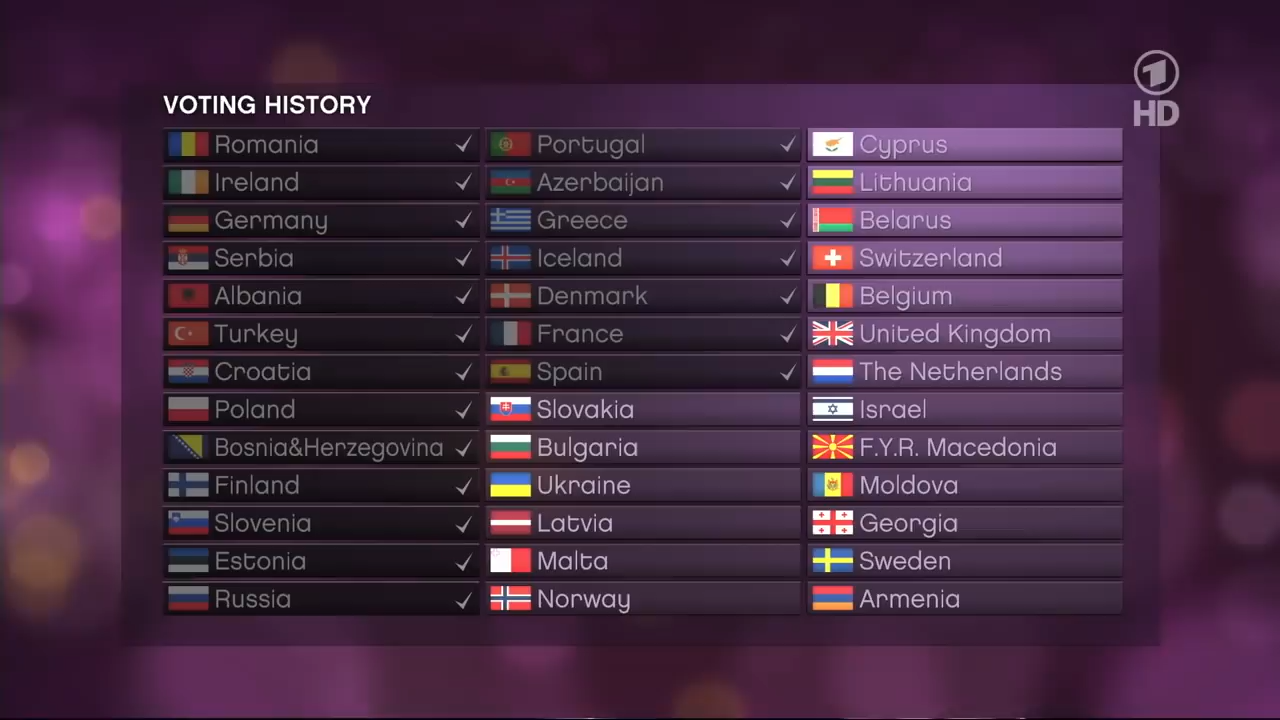 1
HD
VOTING HISTORY
Romania
Ireland
Germany
Serbia
Albania
Turkey
Croatia
Poland
Bosnia&Herzegovina
Finland
Slovenia
Estonia
Russia
Portugal
Azerbaijan
Greece
Iceland
Denmark
France
Spain
Slovakia
Bulgaria
Ukraine
Latvia
Malta
Norway
Cyprus
Lithuania
Belarus
Switzerland
Belgium
United Kingdom
The Netherlands
Israel
F.Y.R. Macedonia
Moldova
Georgia
Sweden
Armenia